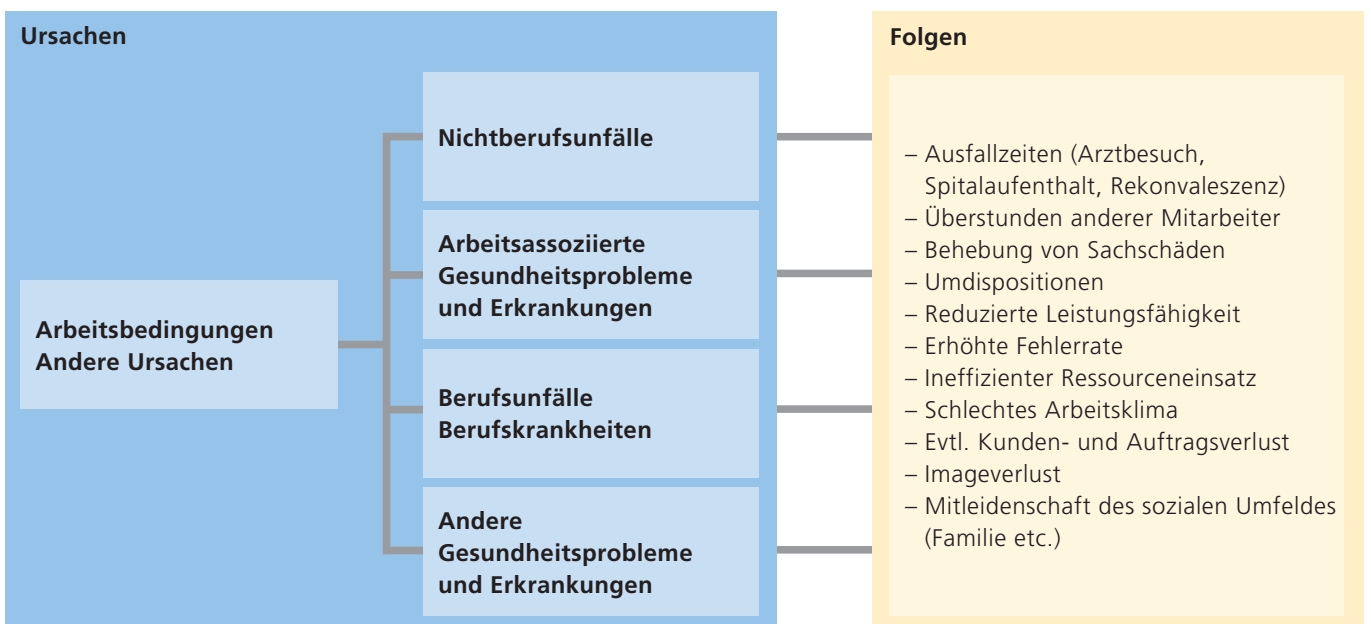 Ursachen
Arbeitsbedingungen
Andere Ursachen
Nichtberufsunfälle
Arbeitsassoziierte
Gesundheitsprobleme
und Erkrankungen
Berufsunfälle
Berufskrankheiten
Andere
Gesundheitsprobleme
und Erkrankungen
Folgen
– Ausfallzeiten (Arztbesuch,
Spitalaufenthalt, Rekonvaleszenz)
– Überstunden anderer Mitarbeiter
– Behebung von Sachschäden
– Umdispositionen
– Reduzierte Leistungsfähigkeit
– Erhöhte Fehlerrate
– Ineffizienter Ressourceneinsatz
– Schlechtes Arbeitsklima
– Evtl. Kunden- und Auftragsverlust
– Imageverlust
– Mitleidenschaft des sozialen Umfeldes
(Familie etc.)